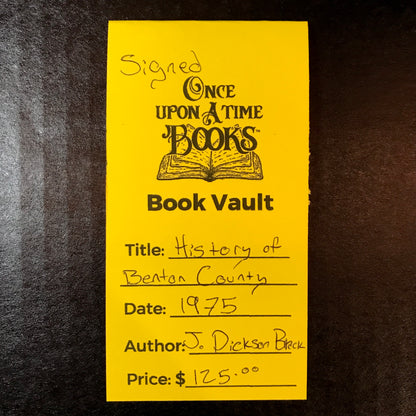 Signed
ONCE
UPON A TIME
BOOKS™
Book Vault
Title: History of
Benton County
Date: 1975
Author: J. Dickson Black
Price: $ 125.00